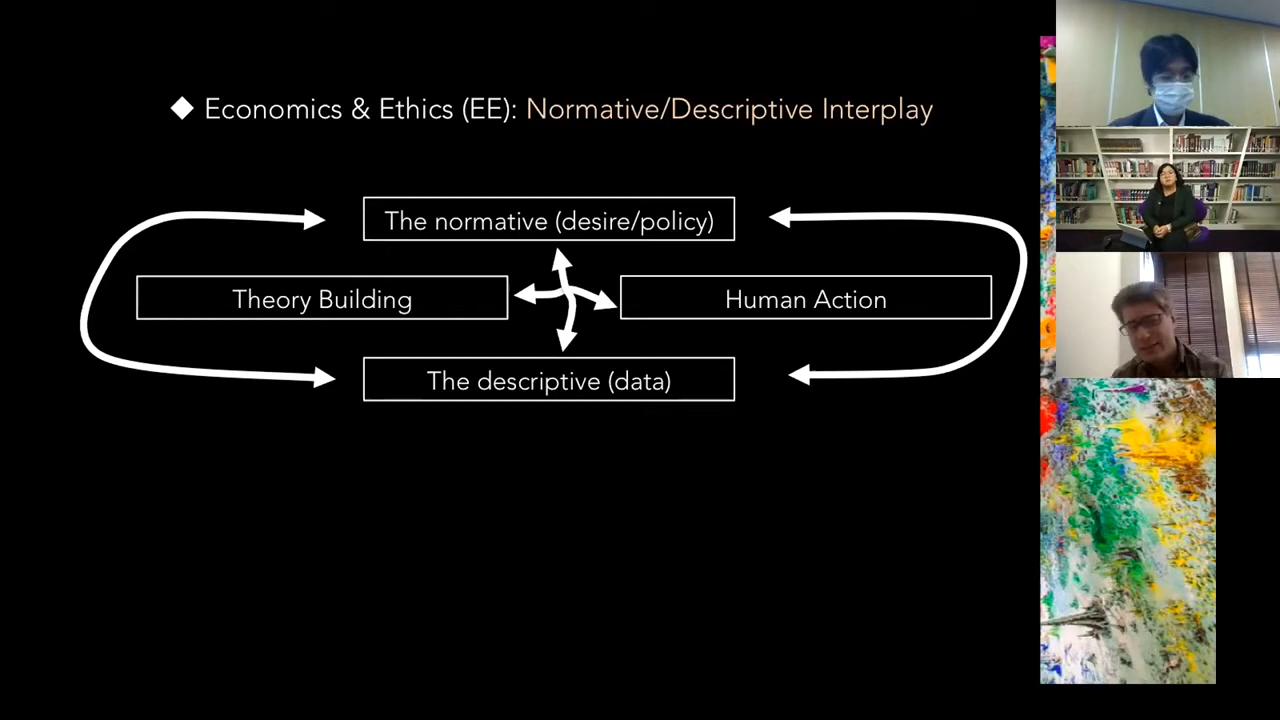 Economics & Ethics (EE): Normative/Descriptive Interplay
The normative (desire/policy)
Theory Building
Human Action
The descriptive (data)